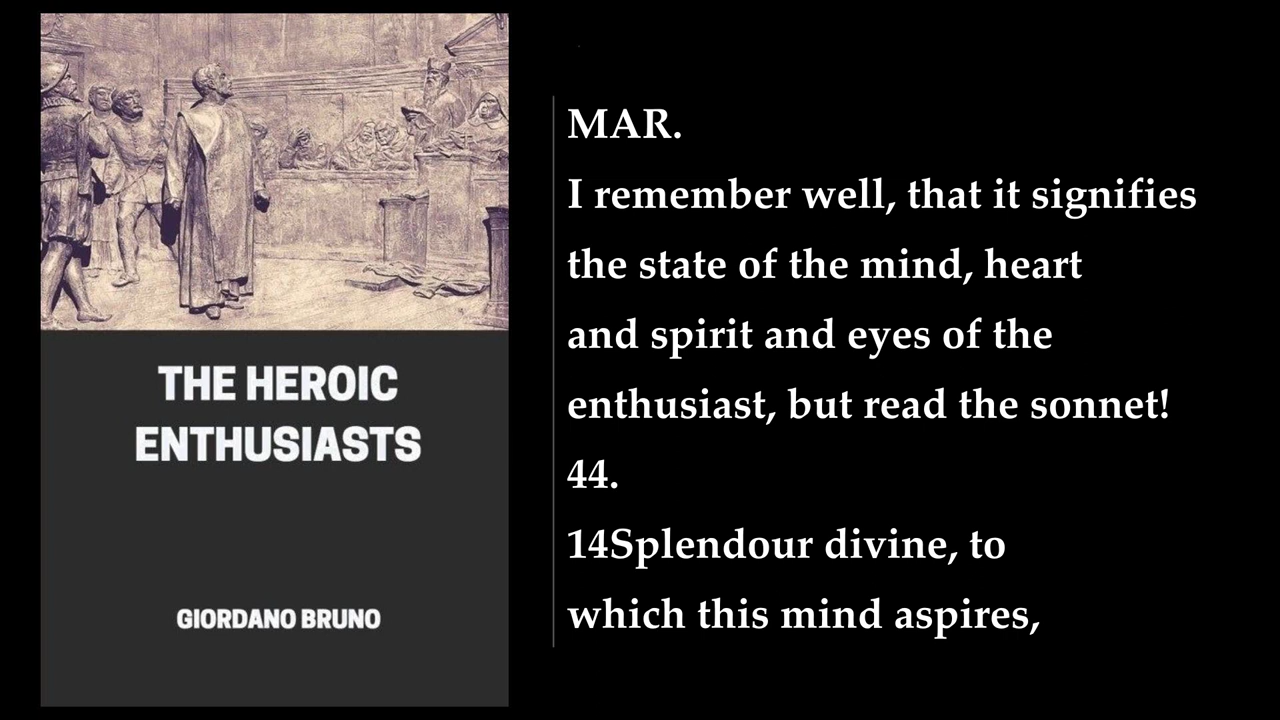 THE HEROIC
ENTHUSIASTS
GIORDANO BRUNO
MAR.
I remember well, that it signifies
the state of the mind, heart
and spirit and eyes of the
enthusiast, but read the sonnet!
44.
14Splendour divine, to
which this mind aspires,